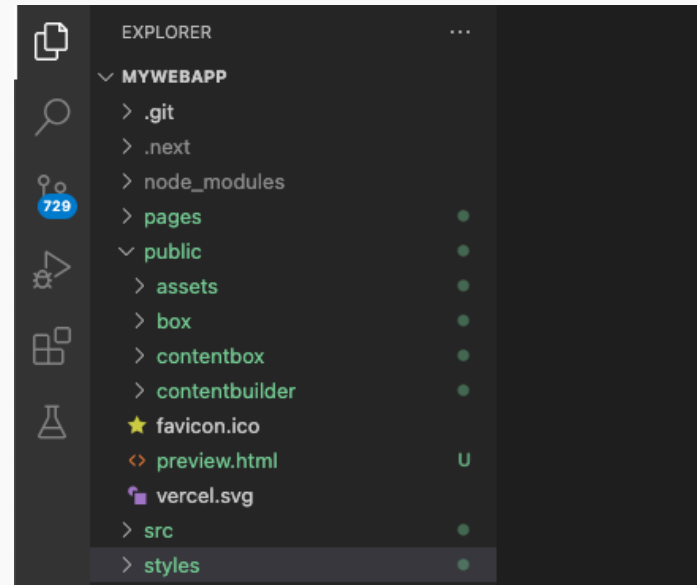 EXPLORER ...
MYWEBAPP
.git
.next
node_modules
729
pages
public
assets
box
contentbox
contentbuilder
favicon.ico
preview.html U
vercel.svg
src
styles